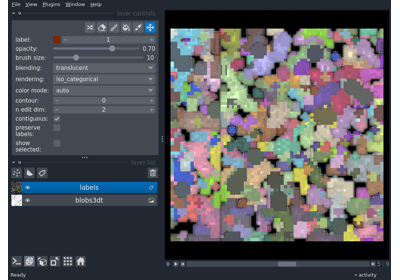 File View Plugins Window Help
layer controls
label: 1
opacity: 0.70
brush size: 10
blending: translucent
rendering: iso_categorical
color mode: auto
contour: 0
n edit dim: 2
contiguous:
preserve
labels:
show
selected:
layer list
labels
blobs3dt
Ready
activity